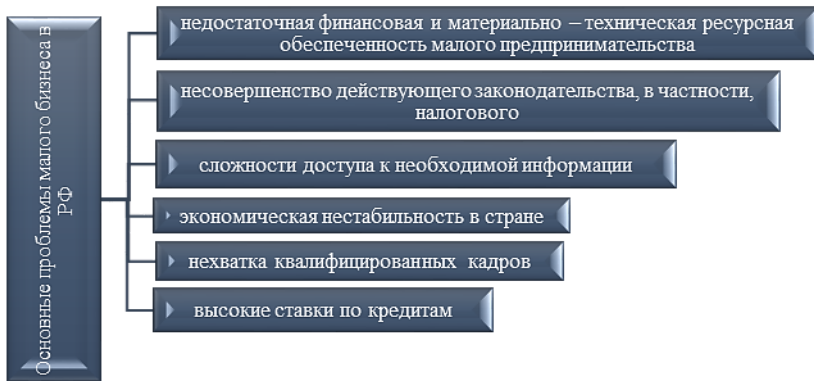 Основные проблемы малого бизнеса в
РФ
недостаточная финансовая и материально – техническая ресурсная
обеспеченность малого предпринимательства
несовершенство действующего законодательства, в частности,
налогового
сложности доступа к необходимой информации
экономическая нестабильность в стране
нехватка квалифицированных кадров
высокие ставки по кредитам